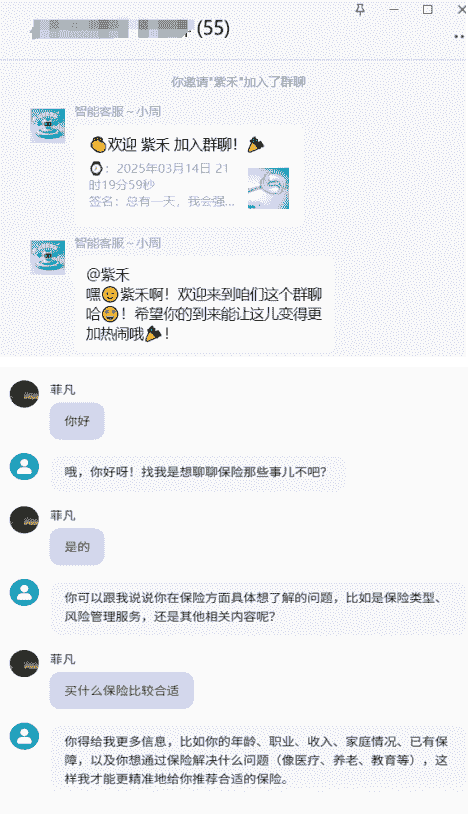 (55)
你邀请"紫禾"加入了群聊
智能客服~小周
欢迎 紫禾 加入群聊！
：2025年03月14日 21
时19分59秒
签名：总有一天，我会强...
智能客服~小周
@紫禾
嘿😉紫禾啊！欢迎来到咱们这个群聊
哈🤩！希望你的到来能让这儿变得更
加热闹哦🎉！
菲凡
你好
哦，你好呀！找我是想聊聊保险那些事儿不吧？
菲凡
是的
你可以跟我说说你在保险方面具体想了解的问题，比如是保险类型、
风险管理服务，还是其他相关内容呢？
菲凡
买什么保险比较合适
你得给我更多信息，比如你的年龄、职业、收入、家庭情况、已有保
障，以及你想通过保险解决什么问题（像医疗、养老、教育等），这
样我才能更精准地给你推荐合适的保险。